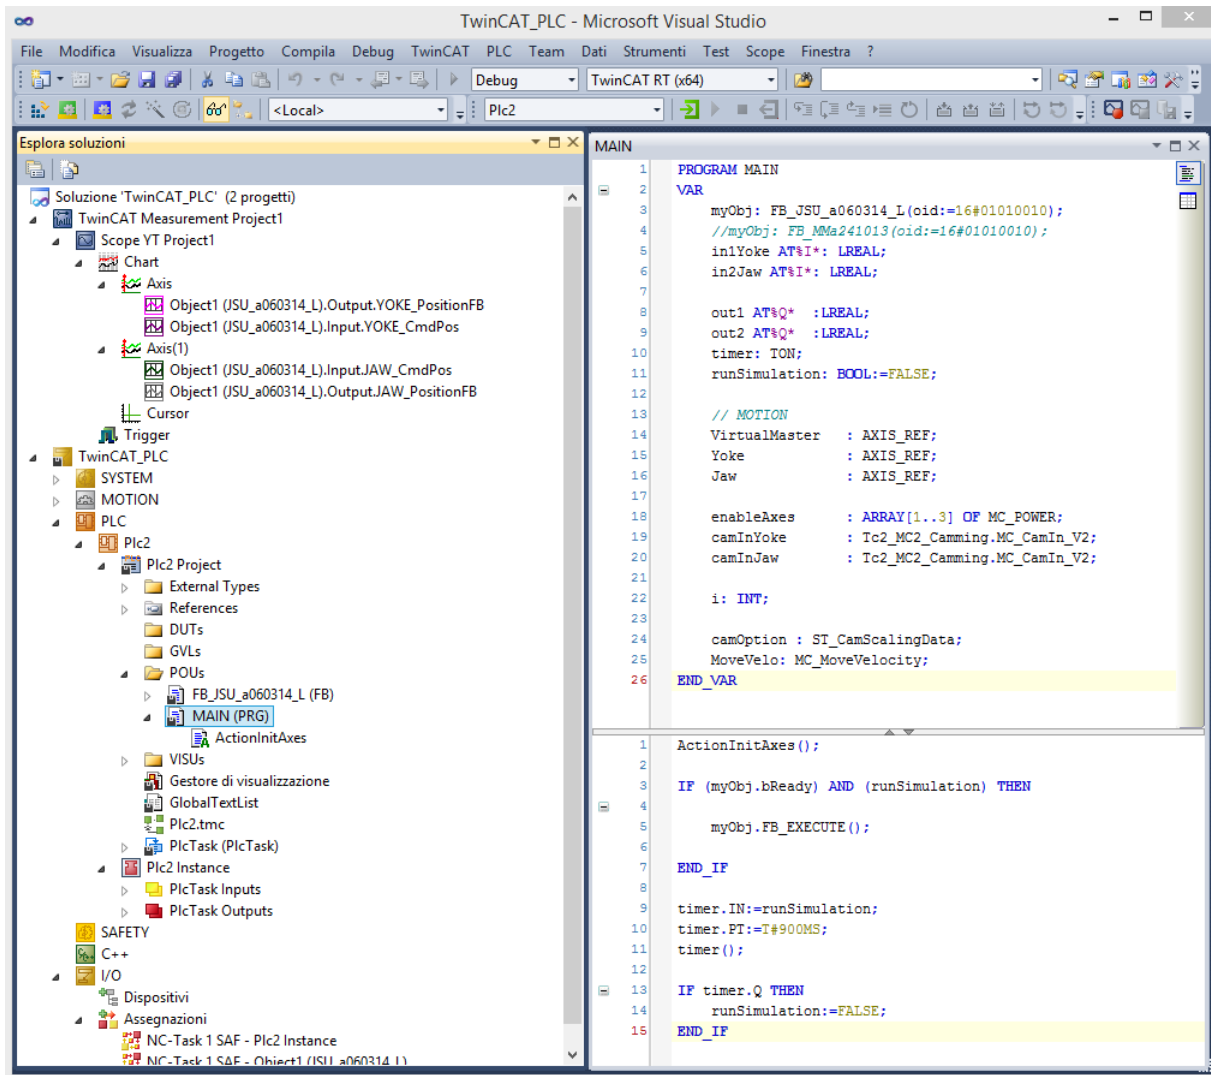 TwinCAT_PLC - Microsoft Visual Studio
File Modifica Visualizza Progetto Compila Debug TwinCAT PLC Team Dati Strumenti Test Scope Finestra ?
Debug TwinCAT RT (x64)
<Local> Plc2
Esplora soluzioni
Soluzione 'TwinCAT_PLC' (2 progetti)
TwinCAT Measurement Project1
Scope YT Project1
Chart
Axis
Object1 (JSU_a060314_L).Output.YOKE_PositionFB
Object1 (JSU_a060314_L).Input.YOKE_CmdPos
Axis(1)
Object1 (JSU_a060314_L).Input.JAW_CmdPos
Object1 (JSU_a060314_L).Output.JAW_PositionFB
Cursor
Trigger
TwinCAT_PLC
SYSTEM
MOTION
PLC
Plc2
Plc2 Project
External Types
References
DUTs
GVLs
POUs
FB_JSU_a060314_L (FB)
MAIN (PRG)
ActionInitAxes
VISUs
Gestore di visualizzazione
GlobalTextList
Plc2.tmc
PlcTask (PlcTask)
Plc2 Instance
PlcTask Inputs
PlcTask Outputs
SAFETY
C++
I/O
Dispositivi
Assegnazioni
NC-Task 1 SAF - Plc2 Instance
NC-Task 1 SAF - Object1 (JSU_a060314_L)
MAIN
1 PROGRAM MAIN
2 VAR
3 myObj: FB_JSU_a060314_L(oid:=16#01010010);
4 //myObj: FB_MMa241013(oid:=16#01010010);
5 in1Yoke AT%I*: LREAL;
6 in2Jaw AT%I*: LREAL;
7
8 out1 AT%Q* :LREAL;
9 out2 AT%Q* :LREAL;
10 timer: TON;
11 runSimulation: BOOL:=FALSE;
12
13 // MOTION
14 VirtualMaster : AXIS_REF;
15 Yoke : AXIS_REF;
16 Jaw : AXIS_REF;
17
18 enableAxes : ARRAY[1..3] OF MC_POWER;
19 camInYoke : Tc2_MC2_Camming.MC_CamIn_V2;
20 camInJaw : Tc2_MC2_Camming.MC_CamIn_V2;
21
22 i: INT;
23
24 camOption : ST_CamScalingData;
25 MoveVelo: MC_MoveVelocity;
26 END_VAR
1 ActionInitAxes();
2
3 IF (myObj.bReady) AND (runSimulation) THEN
4
5 myObj.FB_EXECUTE();
6
7 END_IF
8
9 timer.IN:=runSimulation;
10 timer.PT:=T#900MS;
11 timer();
12
13 IF timer.Q THEN
14 runSimulation:=FALSE;
15 END_IF